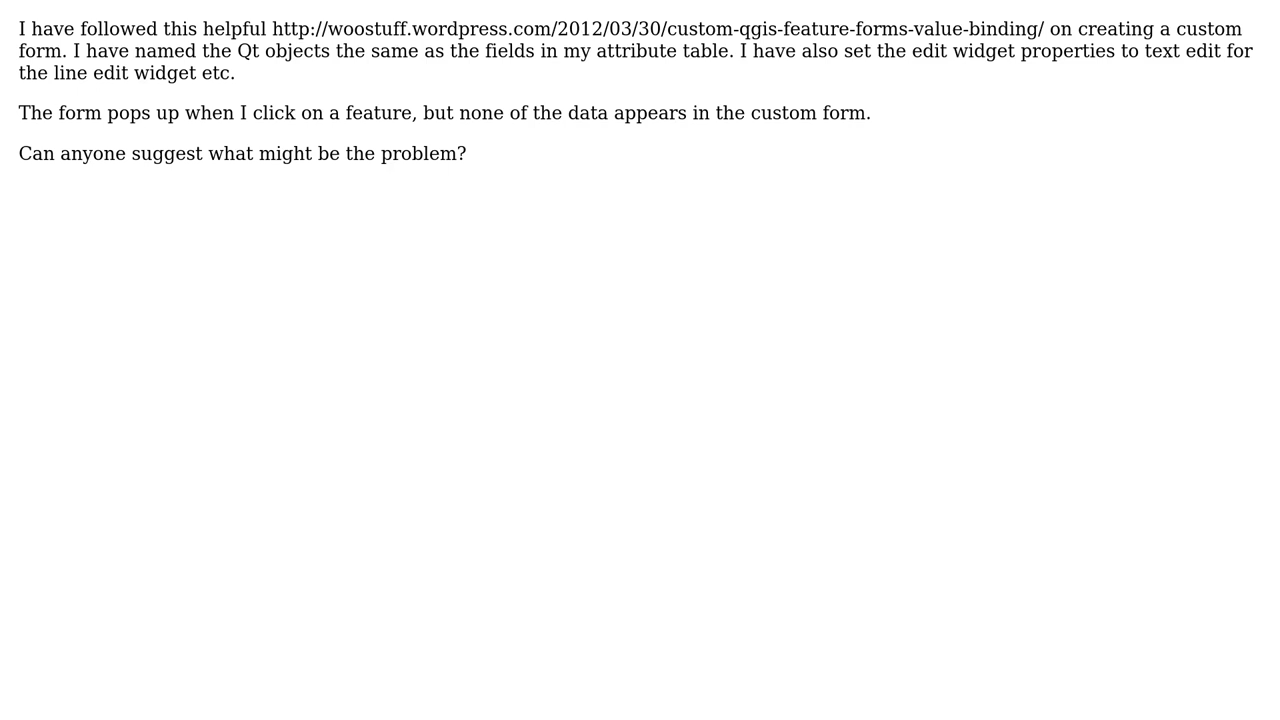 I have followed this helpful http://woostuff.wordpress.com/2012/03/30/custom-qgis-feature-forms-value-binding/ on creating a custom
form. I have named the Qt objects the same as the fields in my attribute table. I have also set the edit widget properties to text edit for
the line edit widget etc.
The form pops up when I click on a feature, but none of the data appears in the custom form.
Can anyone suggest what might be the problem?